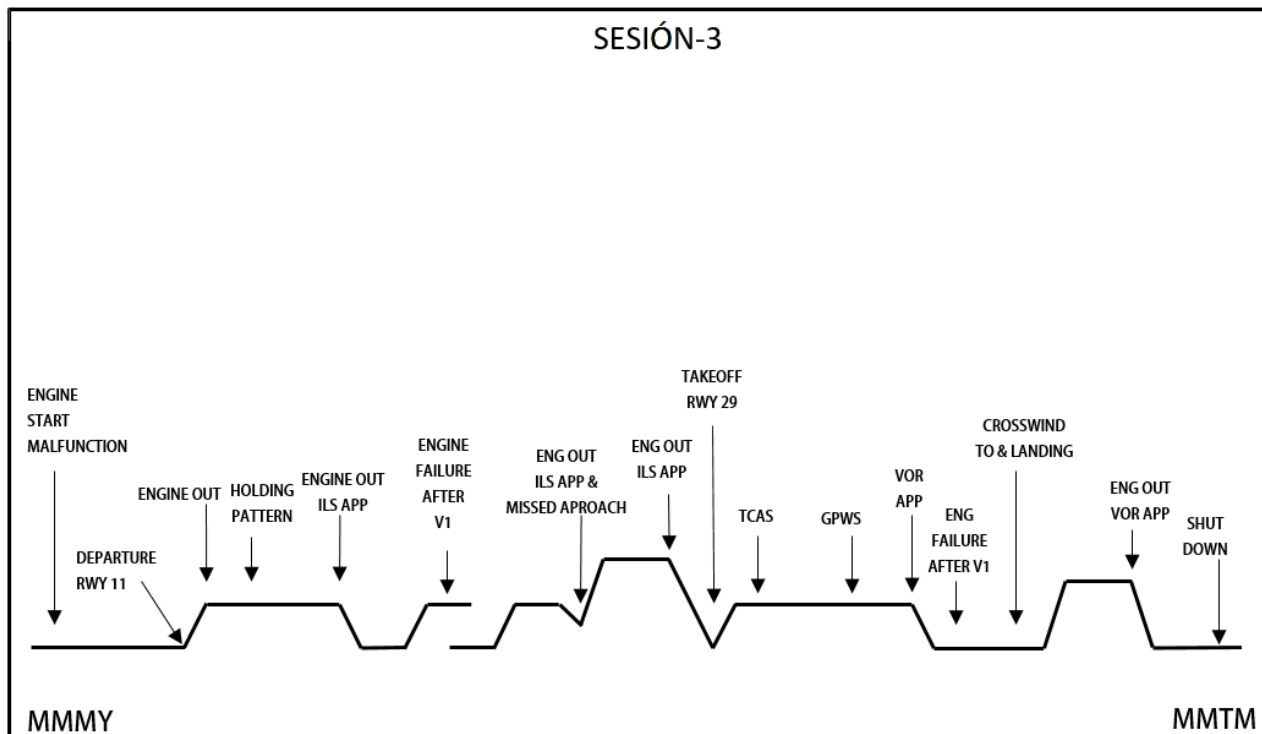 SESIÓN-3
ENGINE
START
MALFUNCTION
DEPARTURE
RWY 11
ENGINE OUT
HOLDING
PATTERN
ENGINE OUT
ILS APP
ENGINE
FAILURE
AFTER
V1
ENG OUT
ILS APP &
MISSED APROACH
ENG OUT
ILS APP
TAKEOFF
RWY 29
TCAS
GPWS
VOR
APP
ENG
FAILURE
AFTER V1
CROSSWIND
TO & LANDING
ENG OUT
VOR APP
SHUT
DOWN
MMMY
MMTM